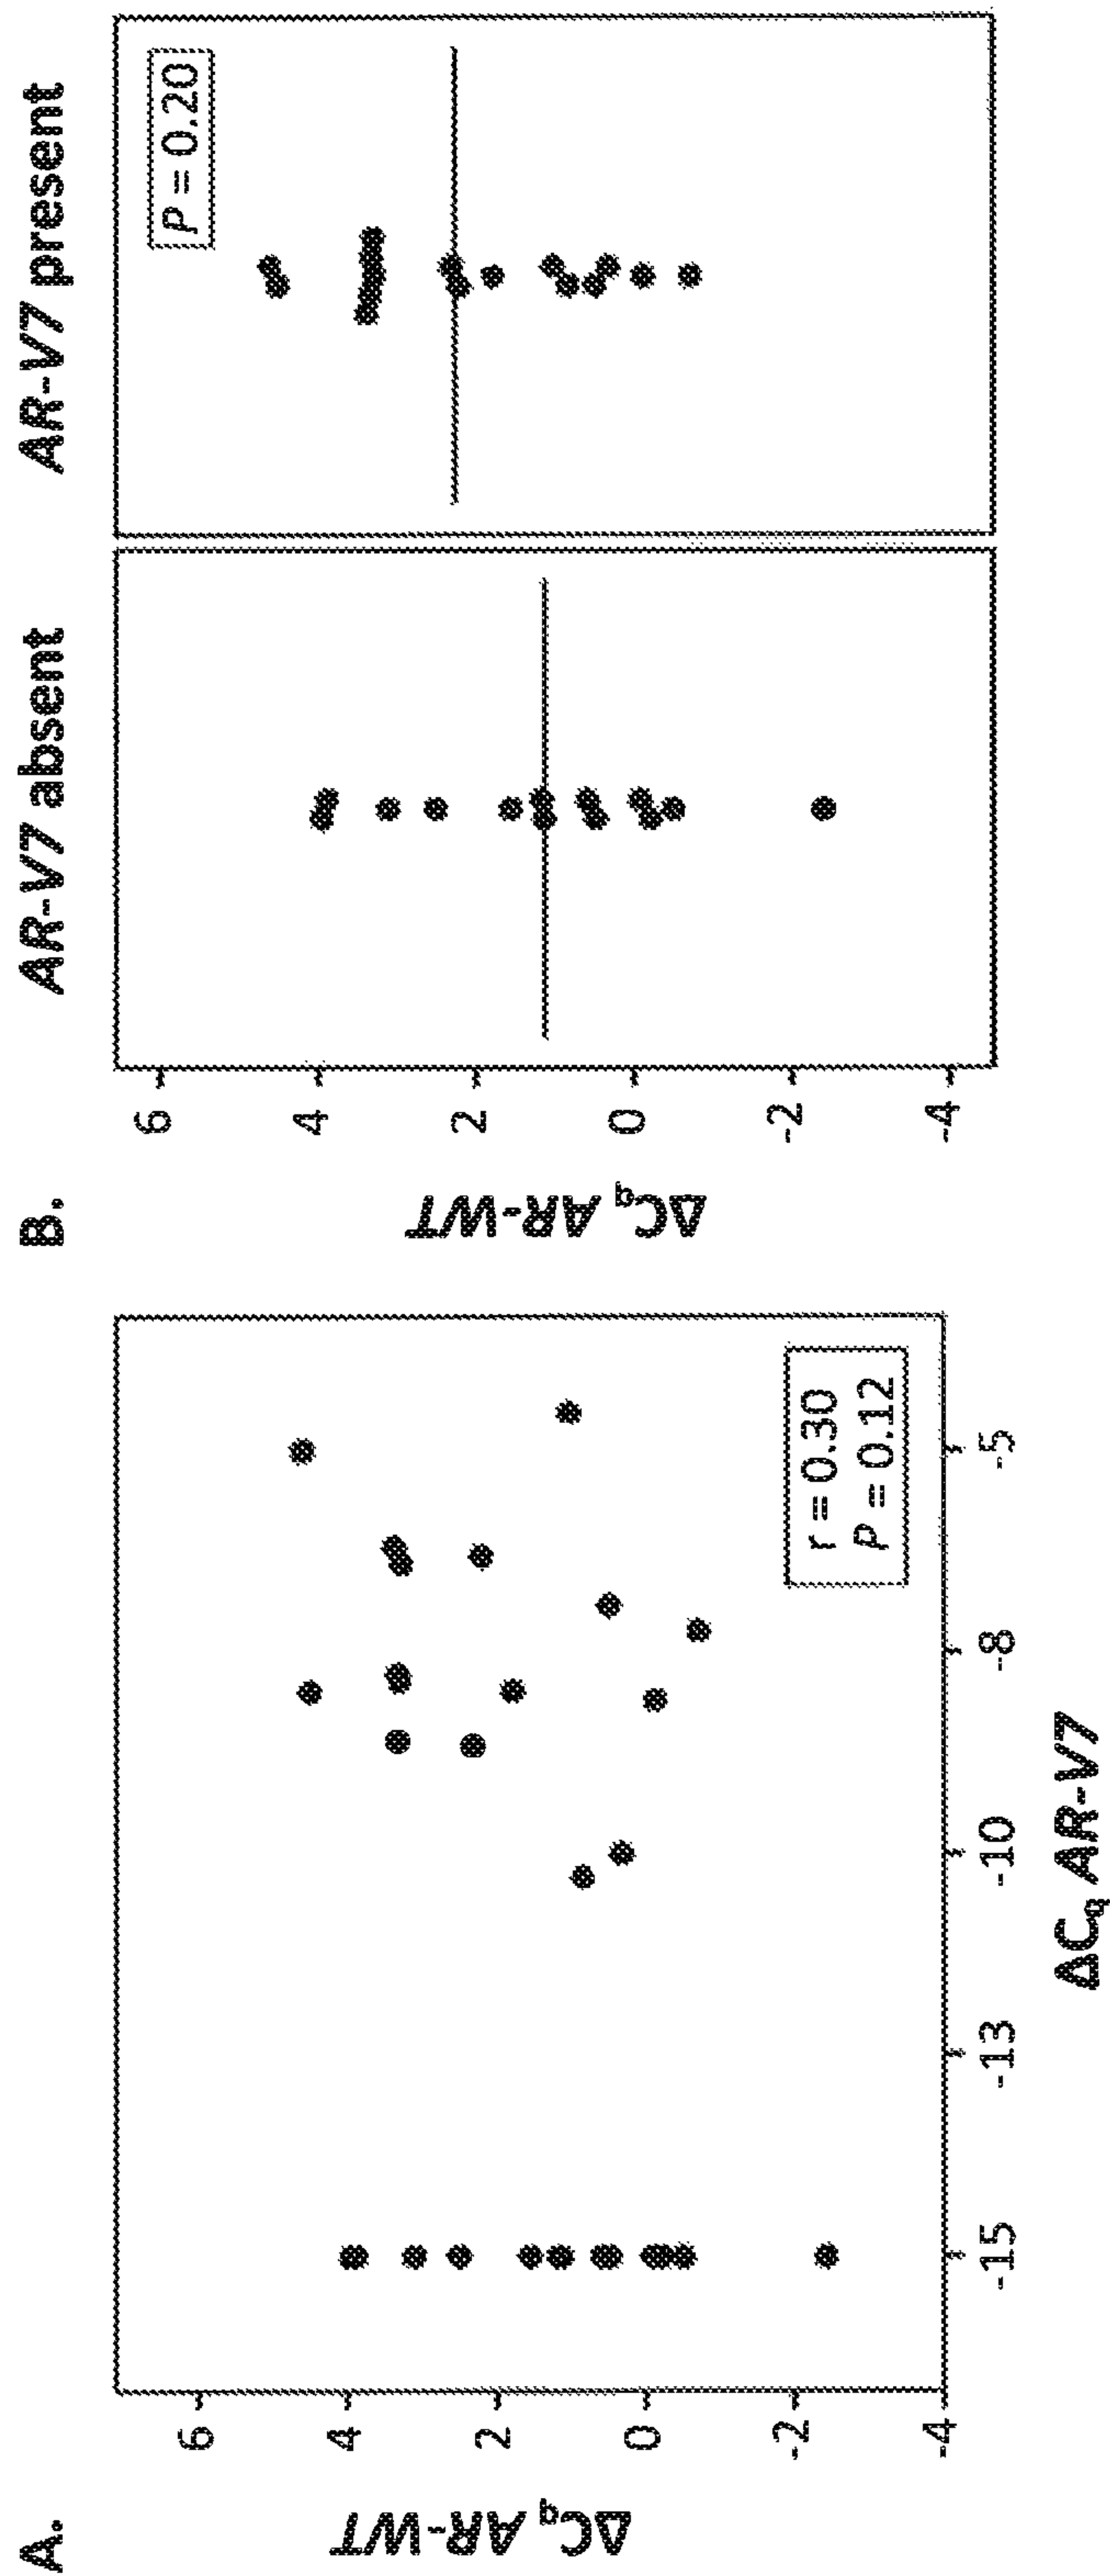 A.
ΔCq AR-WT
6
4
2
0
-2
-4
-15
-13
-10
-8
-5
ΔCq AR-V7
r = 0.30
P = 0.12
B.
AR-V7 absent
AR-V7 present
ΔCq AR-WT
6
4
2
0
-2
-4
P = 0.20